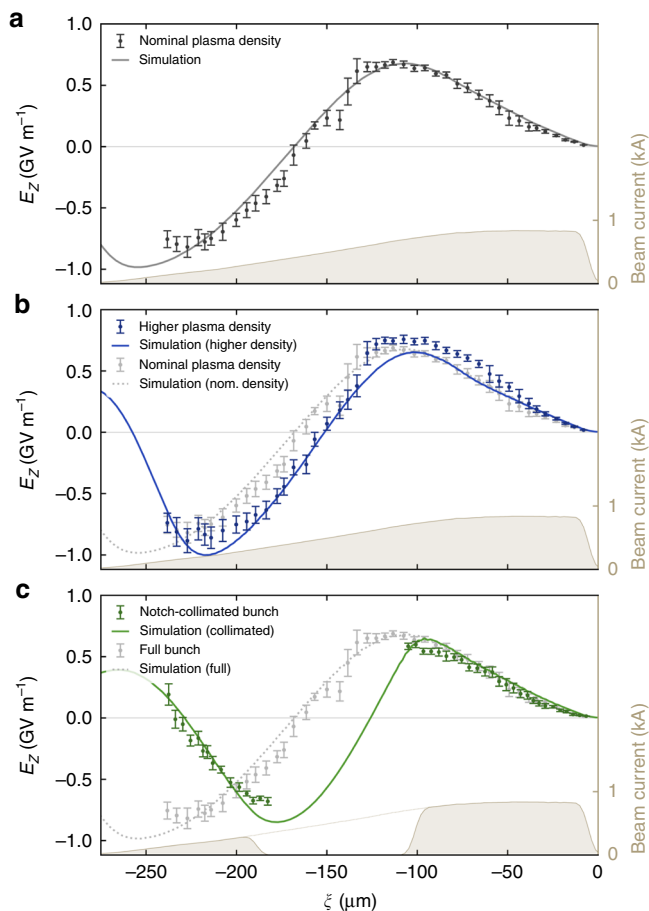 a
1.0
0.5
0.0
−0.5
−1.0
E_Z (GV m⁻¹)
Nominal plasma density
Simulation
1
0
Beam current (kA)
b
1.0
0.5
0.0
−0.5
−1.0
E_Z (GV m⁻¹)
Higher plasma density
Simulation (higher density)
Nominal plasma density
Simulation (nom. density)
1
0
Beam current (kA)
c
1.0
0.5
0.0
−0.5
−1.0
E_Z (GV m⁻¹)
Notch-collimated bunch
Simulation (collimated)
Full bunch
Simulation (full)
1
0
Beam current (kA)
−250 −200 −150 −100 −50 0
ξ (μm)